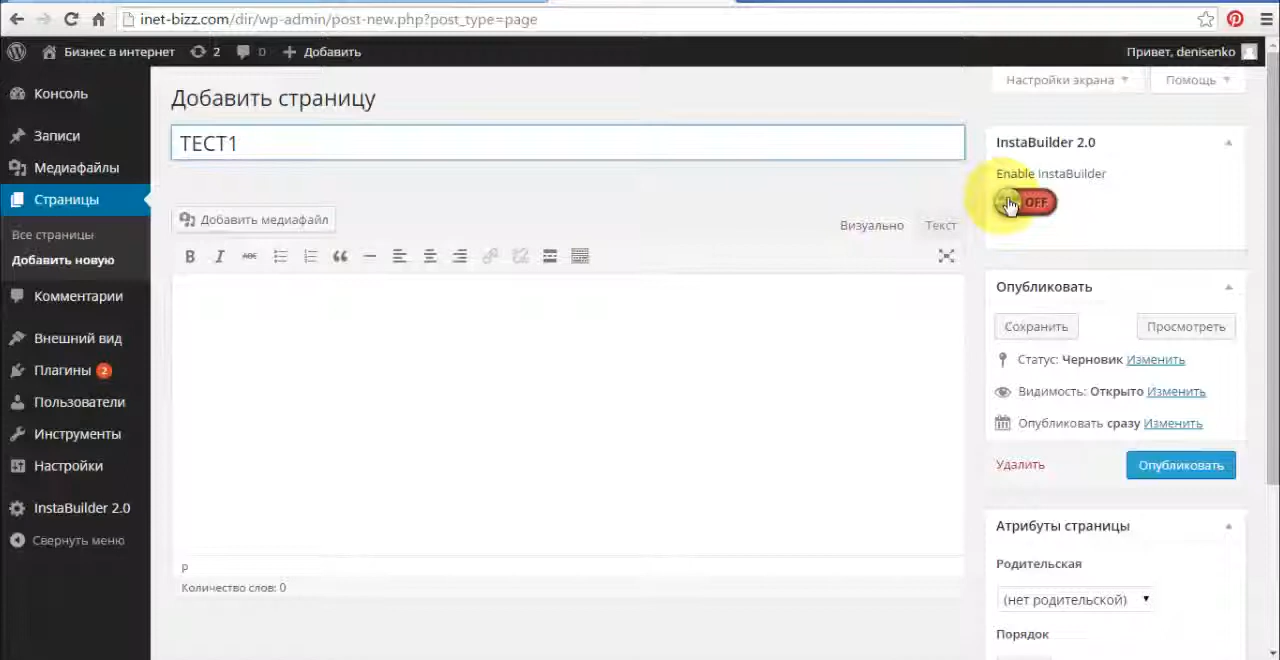 inet-bizz.com/dir/wp-admin/post-new.php?post_type=page
Бизнес в интернет 2 0 Добавить Привет, denisenko
Настройки экрана Помощь
Консоль
Записи
Медиафайлы
Страницы
Все страницы
Добавить новую
Комментарии
Внешний вид
Плагины 2
Пользователи
Инструменты
Настройки
InstaBuilder 2.0
Свернуть меню
Добавить страницу
ТЕСТ1
Добавить медиафайл
Визуально Текст
B I ABC
P
Количество слов: 0
InstaBuilder 2.0
Enable InstaBuilder
OFF
Опубликовать
Сохранить Просмотреть
Статус: Черновик Изменить
Видимость: Открыто Изменить
Опубликовать сразу Изменить
Удалить Опубликовать
Атрибуты страницы
Родительская
(нет родительской)
Порядок